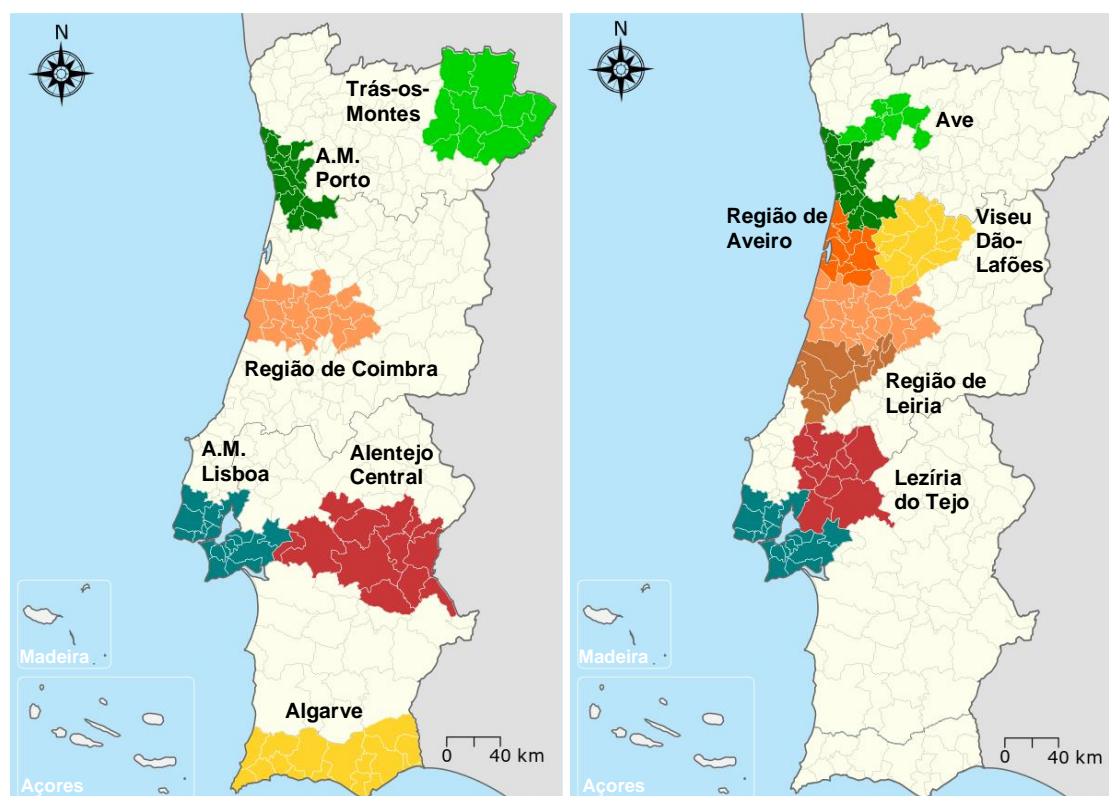 N
Trás-os-
Montes
A.M.
Porto
Região de Coimbra
A.M.
Lisboa
Alentejo
Central
Algarve
Madeira
Açores
0 40 km
N
Ave
Região de
Aveiro
Viseu
Dão-
Lafões
Região de
Leiria
Lezíria
do Tejo
Madeira
Açores
0 40 km